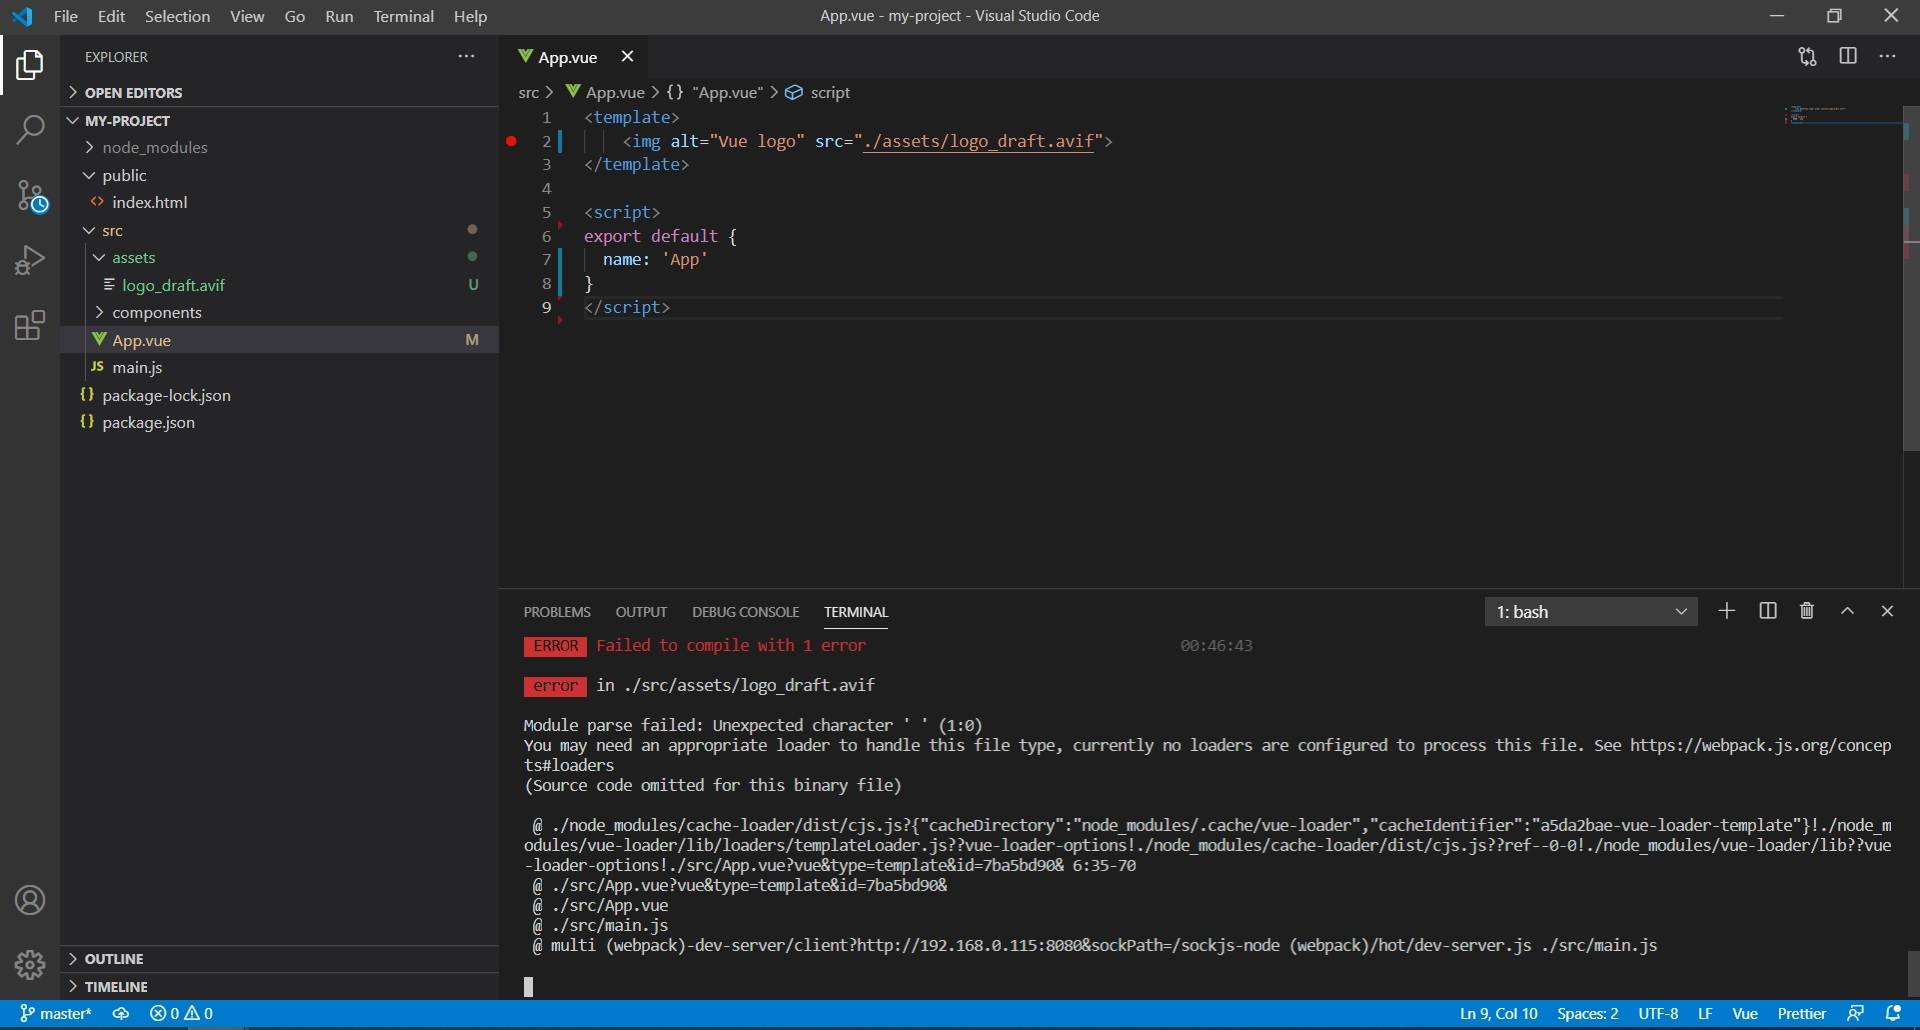 File Edit Selection View Go Run Terminal Help
App.vue - my-project - Visual Studio Code
EXPLORER
OPEN EDITORS
MY-PROJECT
node_modules
public
<> index.html
src
assets
logo_draft.avif U
components
App.vue M
JS main.js
{} package-lock.json
{} package.json
OUTLINE
TIMELINE
App.vue
src > App.vue > {} "App.vue" > script
1 <template>
2 <img alt="Vue logo" src="./assets/logo_draft.avif">
3 </template>
4
5 <script>
6 export default {
7 name: 'App'
8 }
9 </script>
PROBLEMS OUTPUT DEBUG CONSOLE TERMINAL 1: bash
ERROR Failed to compile with 1 error 00:46:43
error in ./src/assets/logo_draft.avif
Module parse failed: Unexpected character ' ' (1:0)
You may need an appropriate loader to handle this file type, currently no loaders are configured to process this file. See https://webpack.js.org/concep
ts#loaders
(Source code omitted for this binary file)
@ ./node_modules/cache-loader/dist/cjs.js?{"cacheDirectory":"node_modules/.cache/vue-loader","cacheIdentifier":"a5da2bae-vue-loader-template"}!./node_m
odules/vue-loader/lib/loaders/templateLoader.js??vue-loader-options!./node_modules/cache-loader/dist/cjs.js??ref--0-0!./node_modules/vue-loader/lib??vue
-loader-options!./src/App.vue?vue&type=template&id=7ba5bd90& 6:35-70
@ ./src/App.vue?vue&type=template&id=7ba5bd90&
@ ./src/App.vue
@ ./src/main.js
@ multi (webpack)-dev-server/client?http://192.168.0.115:8080&sockPath=/sockjs-node (webpack)/hot/dev-server.js ./src/main.js
master* 0 0 Ln 9, Col 10 Spaces: 2 UTF-8 LF Vue Prettier